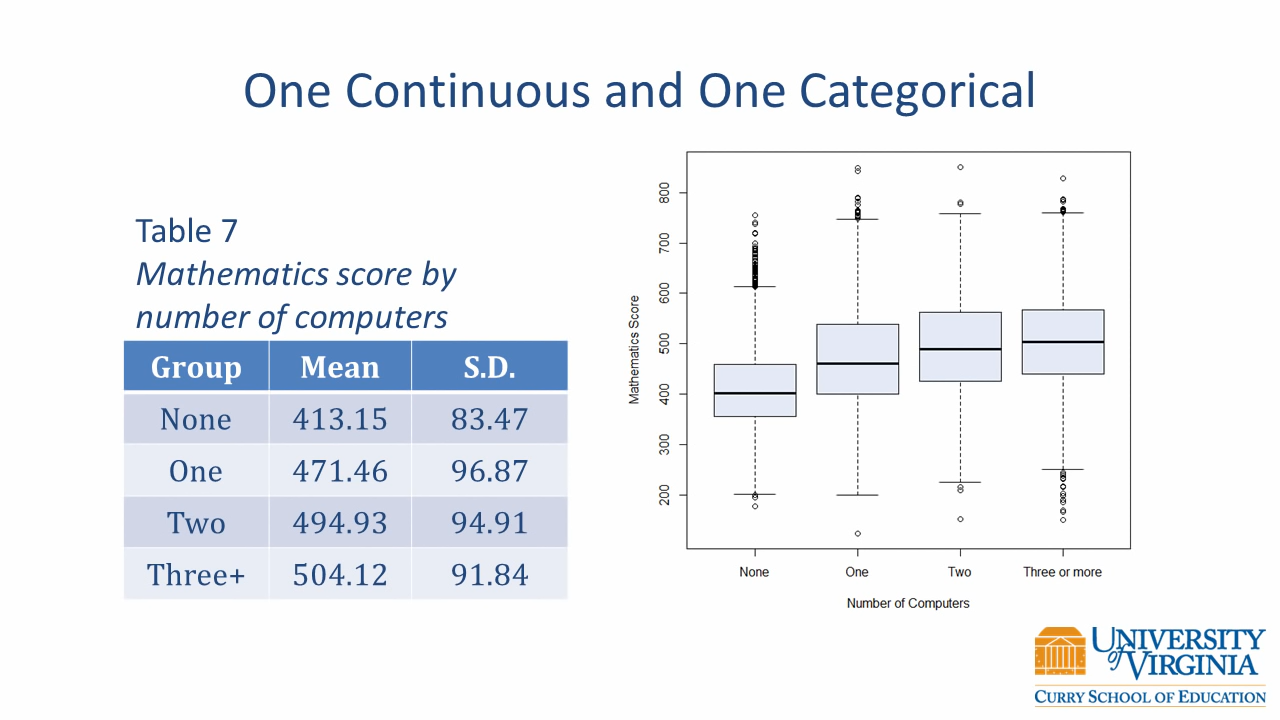 One Continuous and One Categorical
Table 7
Mathematics score by
number of computers
Group Mean S.D.
None 413.15 83.47
One 471.46 96.87
Two 494.93 94.91
Three+ 504.12 91.84
Mathematics Score
800
700
600
500
400
300
200
None One Two Three or more
Number of Computers
UNIVERSITY
of VIRGINIA
CURRY SCHOOL OF EDUCATION